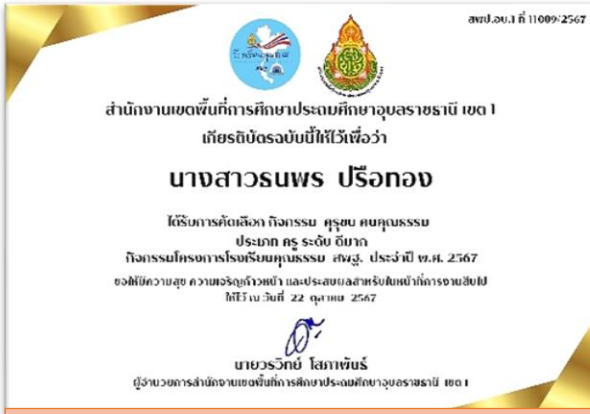 สพป.อบ.1 ที่ 11009/2567
สำนักงานเขตพื้นที่การศึกษาประถมศึกษาอุบลราชธานี เขต 1
เกียรติบัตรฉบับนี้ให้ไว้เพื่อว่า
นางสาวธนพร ปรือทอง
ได้รับการคัดเลือก กิจกรรม คุรุชน คนคุณธรรม
ประเภท ครู ระดับ ดีมาก
กิจกรรมโครงการโรงเรียนคุณธรรม สพฐ. ประจำปี พ.ศ. 2567
ขอให้มีความสุข ความเจริญก้าวหน้า และประสบผลสำหรับในหน้าที่การงานสืบไป
ให้ไว้ ณ วันที่ 22 ตุลาคม 2567
นายวรวิทย์ โสภาพันธ์
ผู้อำนวยการสำนักงานเขตพื้นที่การศึกษาประถมศึกษาอุบลราชธานี เขต 1